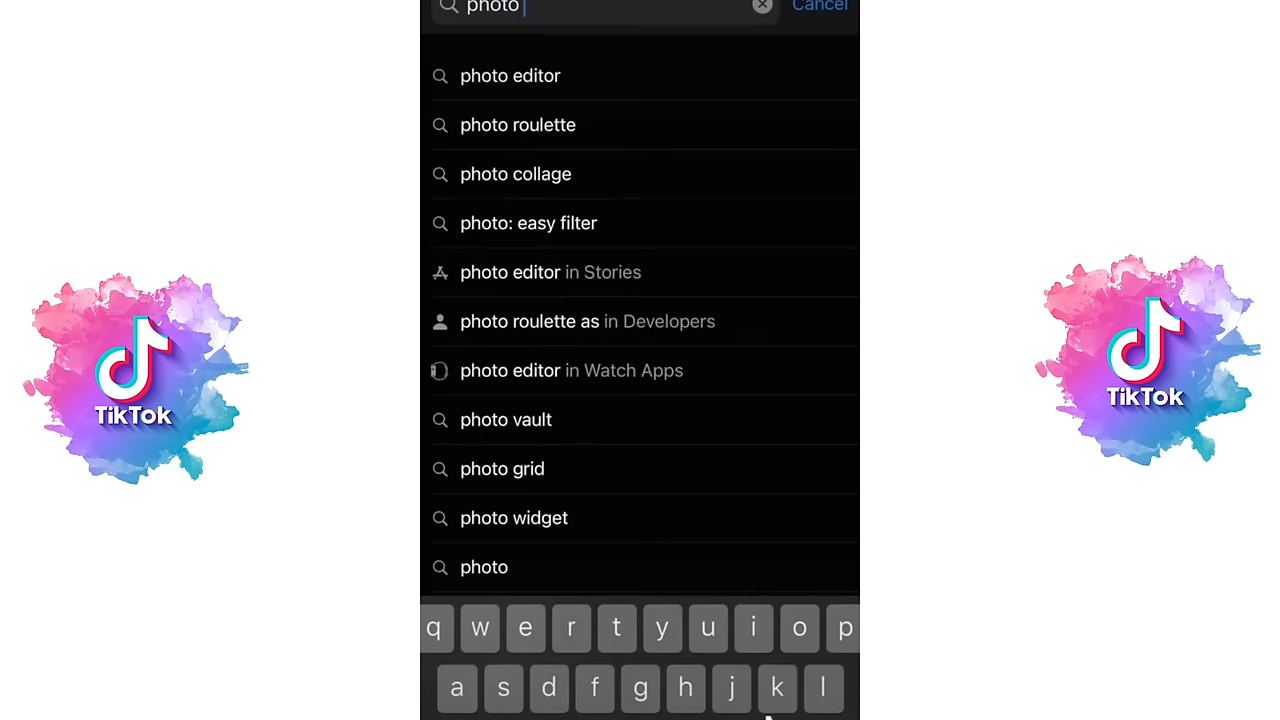 photo
Cancel
photo editor
photo roulette
photo collage
photo: easy filter
photo editor in Stories
photo roulette as in Developers
photo editor in Watch Apps
photo vault
photo grid
photo widget
photo
q w e r t y u i o p
a s d f g h j k l
TikTok
TikTok